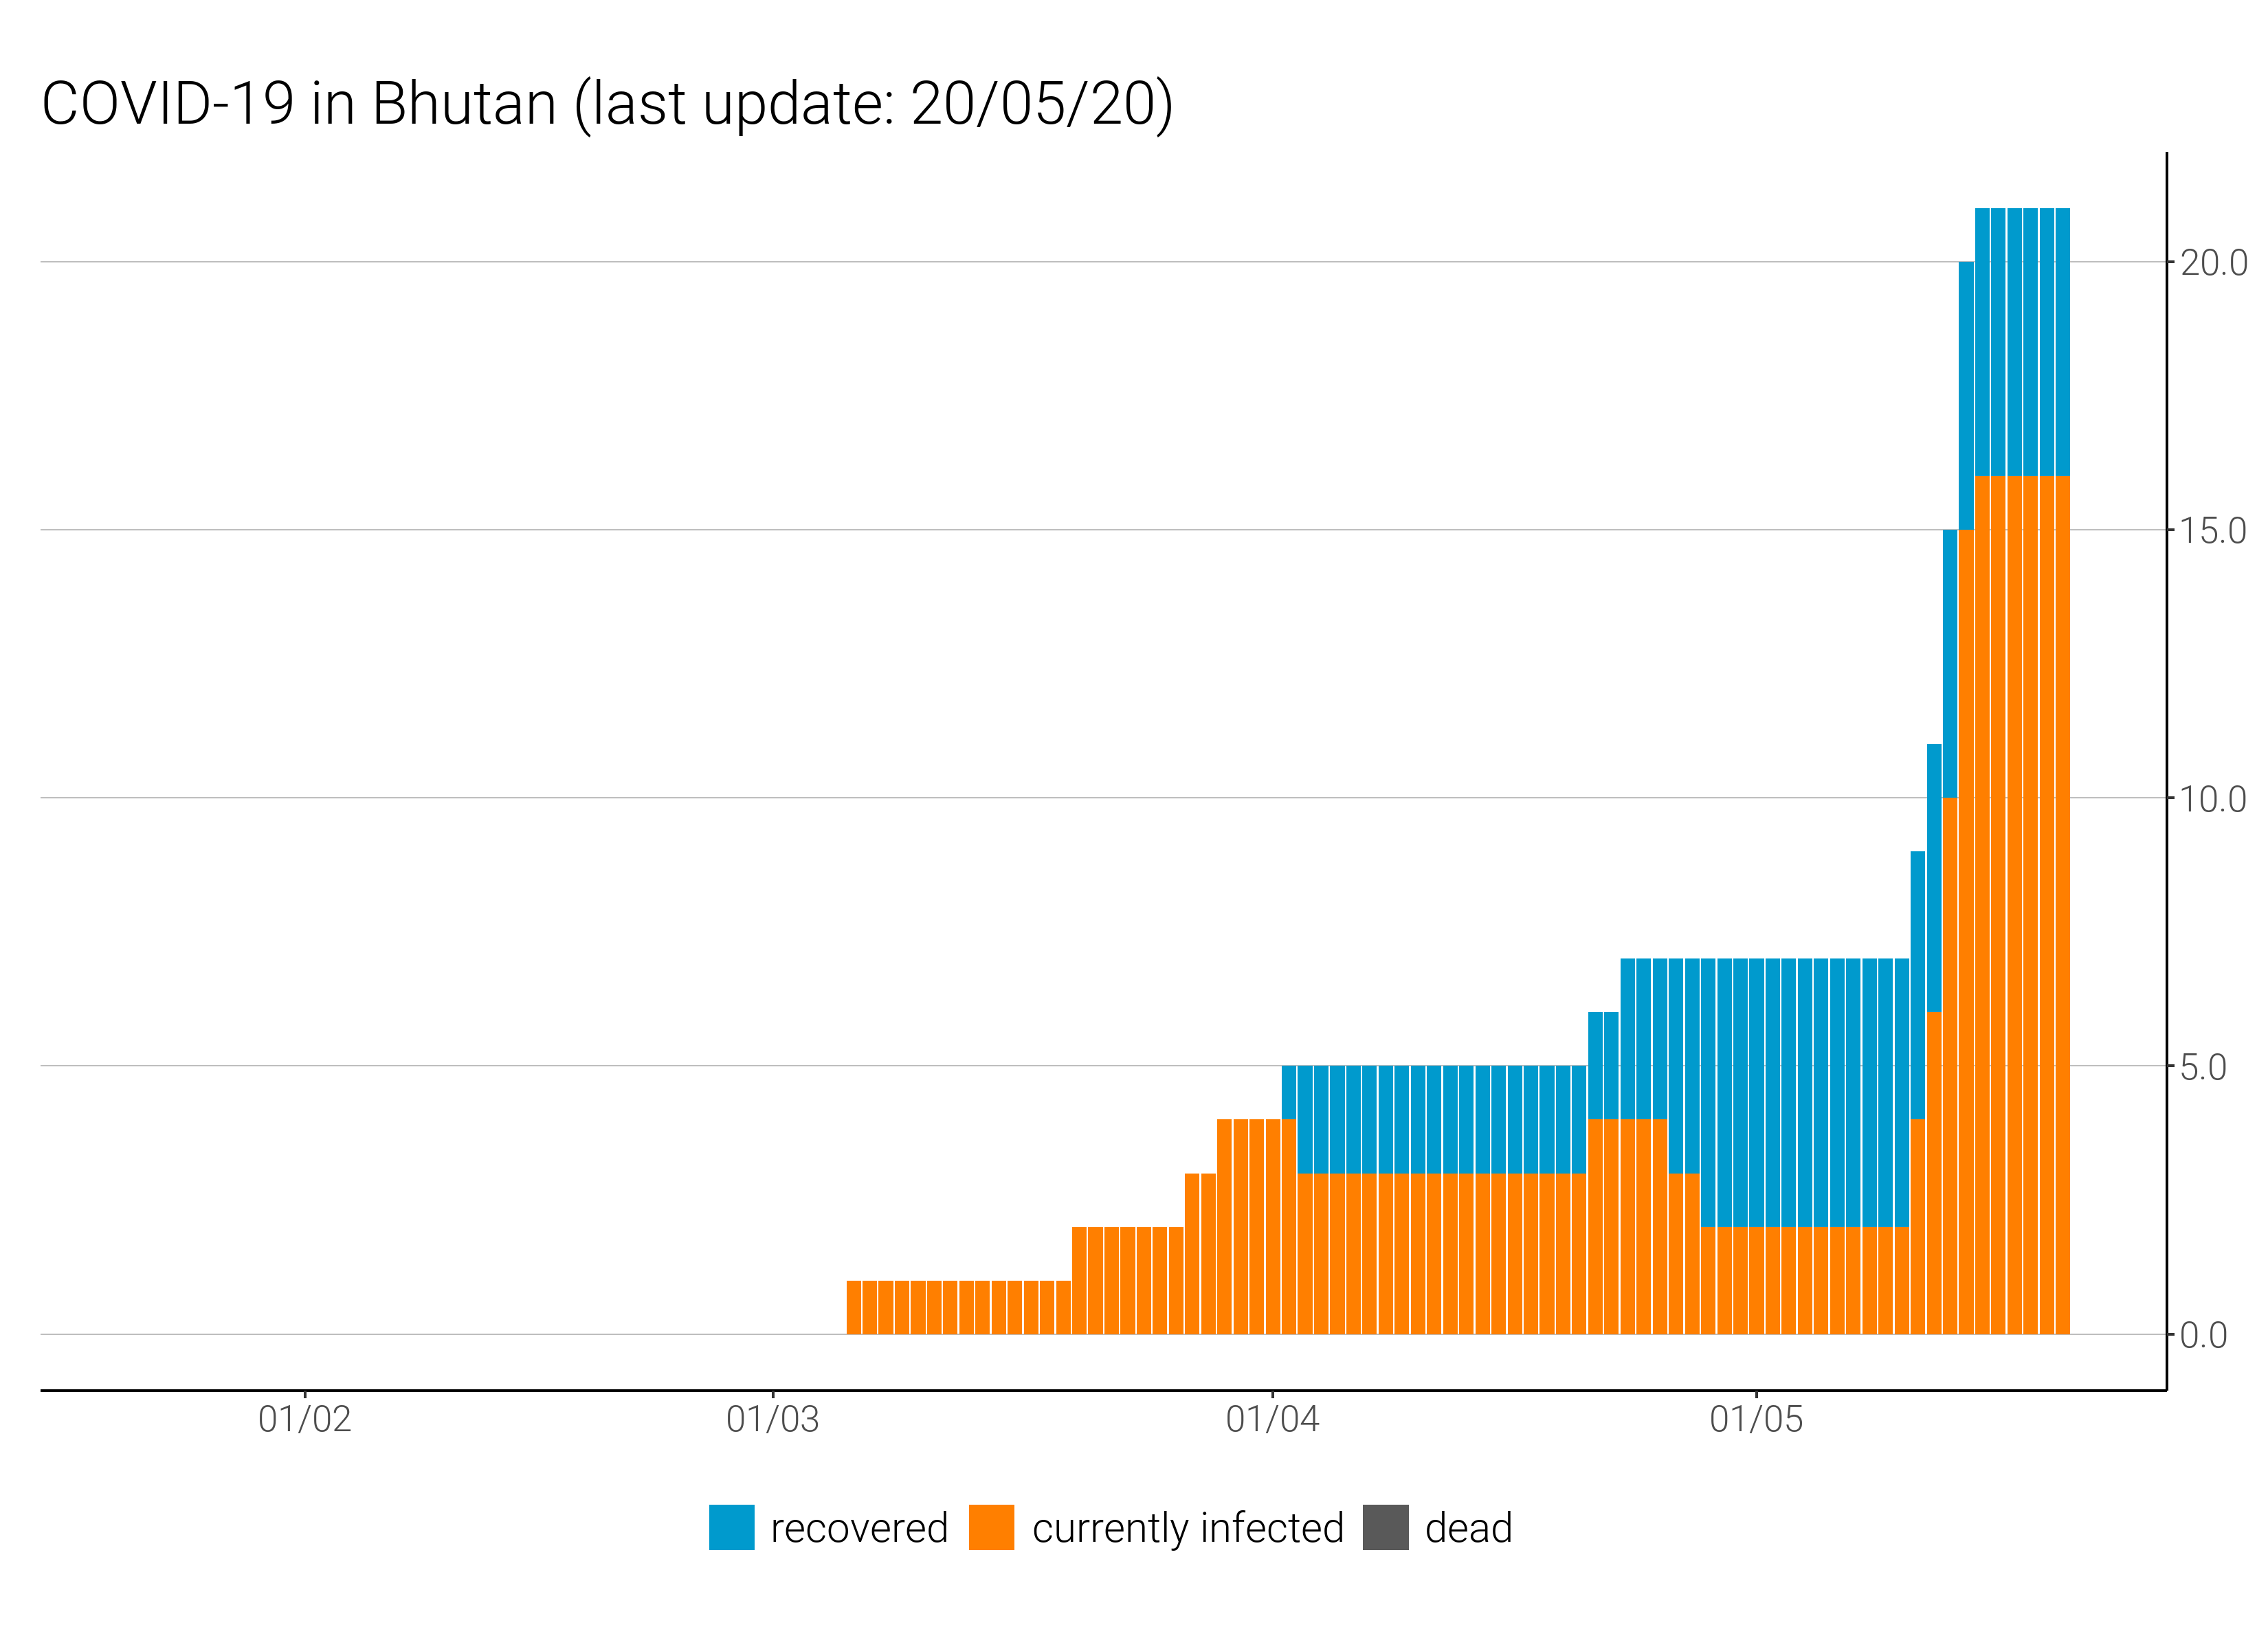 COVID-19 in Bhutan (last update: 20/05/20)
20.0
15.0
10.0
5.0
0.0
01/02 01/03 01/04 01/05
recovered currently infected dead